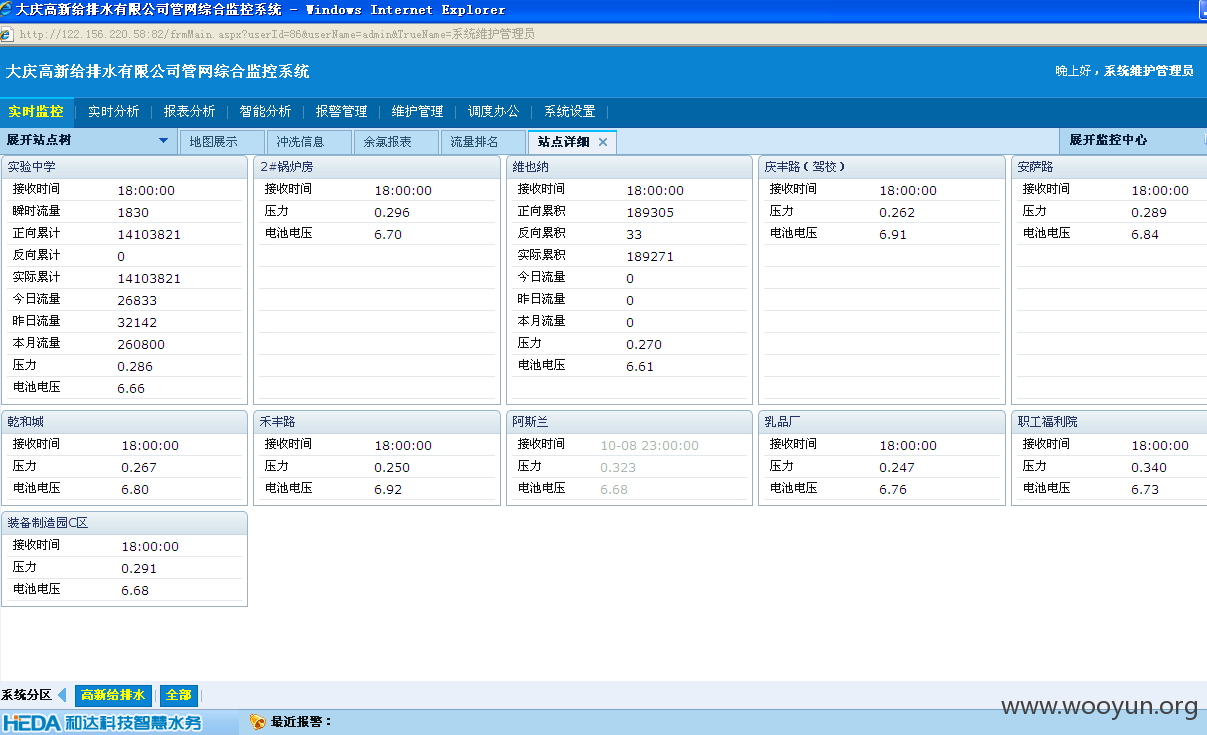 大庆高新给排水有限公司管网综合监控系统 - Windows Internet Explorer
http://122.156.220.58:82/frmMain.aspx?userId=86&userName=admin&TrueName=系统维护管理员
大庆高新给排水有限公司管网综合监控系统 晚上好，系统维护管理员
实时监控 实时分析 报表分析 智能分析 报警管理 维护管理 调度办公 系统设置
展开站点树 地图展示 冲洗信息 余氯报表 流量排名 站点详细 展开监控中心
实验中学
接收时间 18:00:00
瞬时流量 1830
正向累计 14103821
反向累计 0
实际累计 14103821
今日流量 26833
昨日流量 32142
本月流量 260800
压力 0.286
电池电压 6.66
2#锅炉房
接收时间 18:00:00
压力 0.296
电池电压 6.70
维也纳
接收时间 18:00:00
正向累积 189305
反向累积 33
实际累积 189271
今日流量 0
昨日流量 0
本月流量 0
压力 0.270
电池电压 6.61
庆丰路（驾校）
接收时间 18:00:00
压力 0.262
电池电压 6.91
安萨路
接收时间 18:00:00
压力 0.289
电池电压 6.84
乾和城
接收时间 18:00:00
压力 0.267
电池电压 6.80
禾丰路
接收时间 18:00:00
压力 0.250
电池电压 6.92
阿斯兰
接收时间 10-08 23:00:00
压力 0.323
电池电压 6.68
乳品厂
接收时间 18:00:00
压力 0.247
电池电压 6.76
职工福利院
接收时间 18:00:00
压力 0.340
电池电压 6.73
装备制造园C区
接收时间 18:00:00
压力 0.291
电池电压 6.68
系统分区 高新给排水 全部
www.wooyun.org
HEDA 和达科技智慧水务 最近报警：